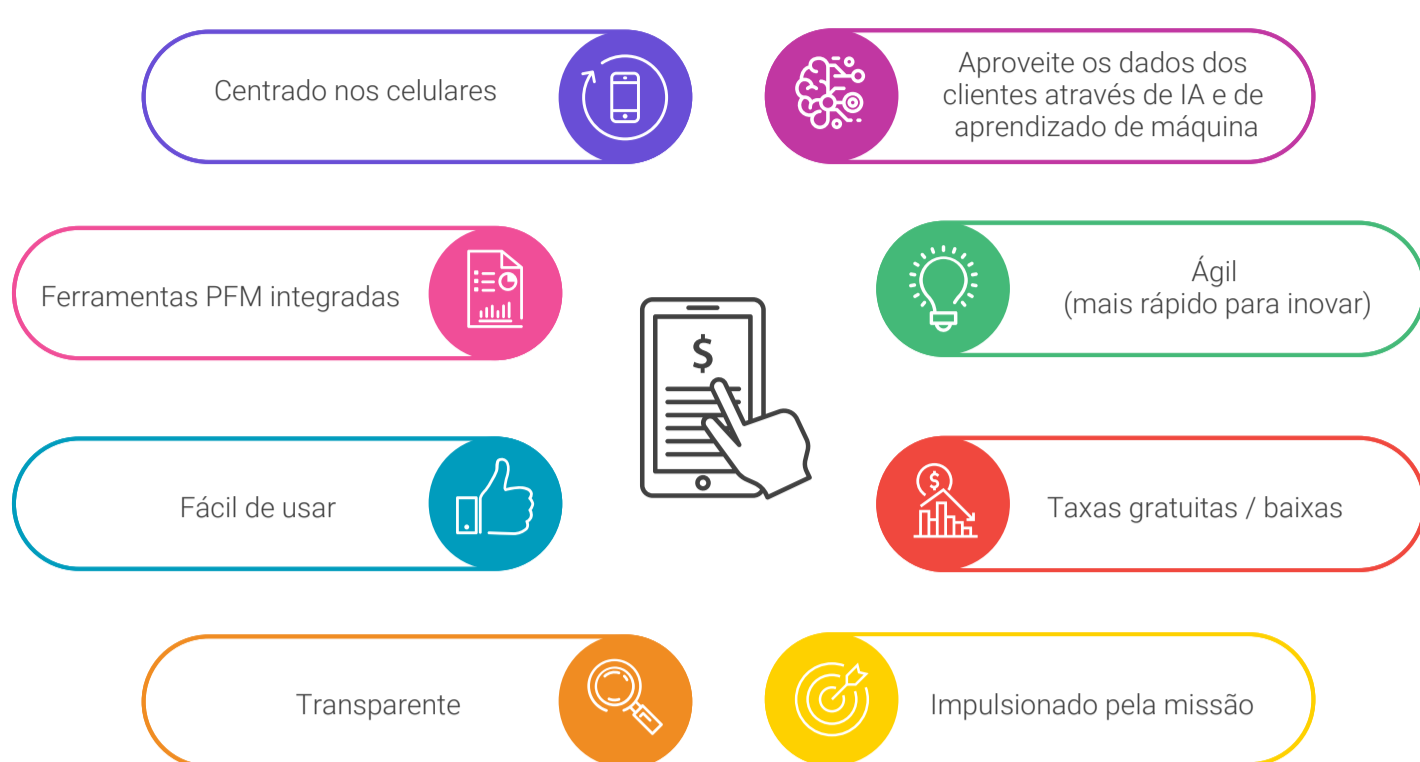 Centrado nos celulares
Aproveite os dados dos
clientes através de IA e de
aprendizado de máquina
Ferramentas PFM integradas
Ágil
(mais rápido para inovar)
$
Fácil de usar
$
Taxas gratuitas / baixas
Transparente
Impulsionado pela missão